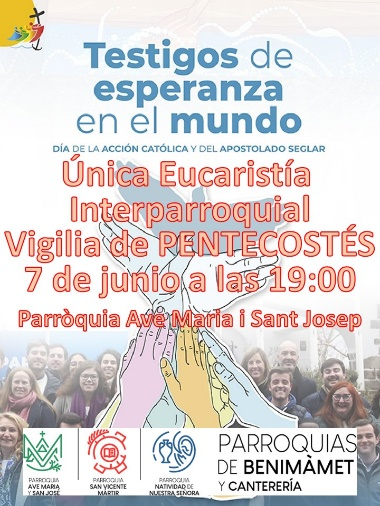 Testigos de
esperanza
en el mundo
DÍA DE LA ACCIÓN CATÓLICA Y DEL APOSTOLADO SEGLAR
Única Eucaristía
Interparroquial
Vigilia de PENTECOSTÉS
7 de junio a las 19:00
Parròquia Ave Maria i Sant Josep
PARROQUIA
AVE MARIA
Y SAN JOSÉ
PARROQUIA
SAN VICENTE
MÁRTIR
PARROQUIA
NATIVIDAD DE
NUESTRA SEÑORA
PARROQUIAS
DE BENIMÀMET
Y CANTERERÍA